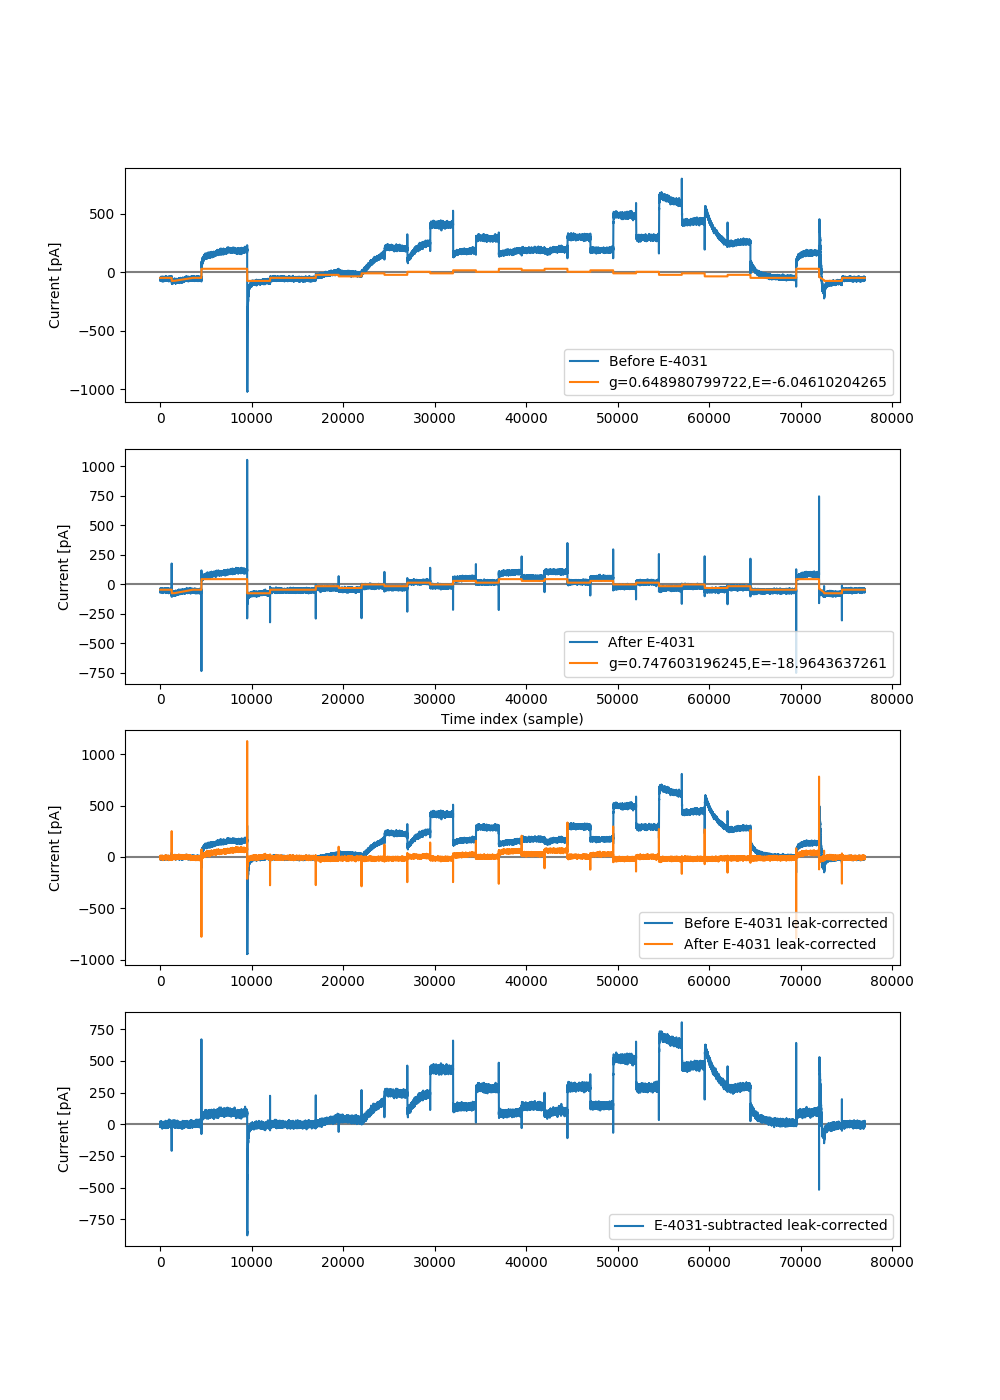 500
0
−500
−1000
Current [pA]
Before E-4031
g=0.648980799722,E=-6.04610204265
0 10000 20000 30000 40000 50000 60000 70000 80000
1000
750
500
250
0
−250
−500
−750
Current [pA]
After E-4031
g=0.747603196245,E=-18.9643637261
0 10000 20000 30000 40000 50000 60000 70000 80000
Time index (sample)
1000
500
0
−500
−1000
Current [pA]
Before E-4031 leak-corrected
After E-4031 leak-corrected
0 10000 20000 30000 40000 50000 60000 70000 80000
750
500
250
0
−250
−500
−750
Current [pA]
E-4031-subtracted leak-corrected
0 10000 20000 30000 40000 50000 60000 70000 80000